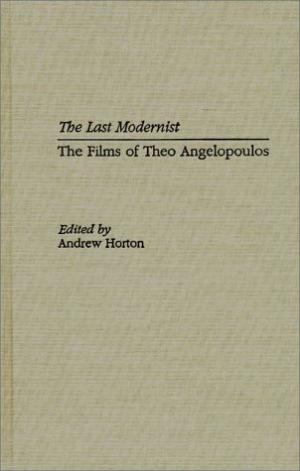 The Last Modernist
The Films of Theo Angelopoulos
Edited by
Andrew Horton